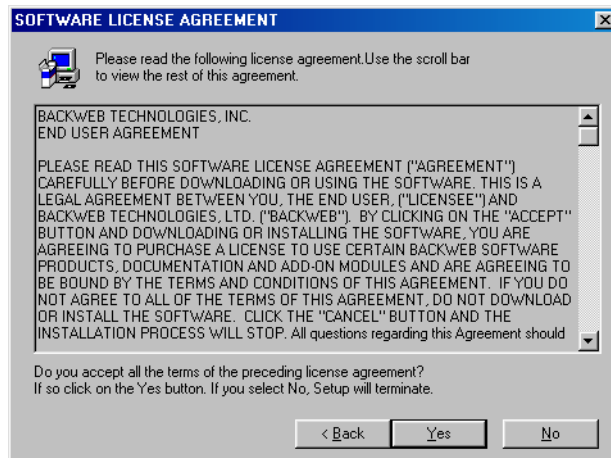 SOFTWARE LICENSE AGREEMENT
Please read the following license agreement.Use the scroll bar
to view the rest of this agreement.
BACKWEB TECHNOLOGIES, INC.
END USER AGREEMENT
PLEASE READ THIS SOFTWARE LICENSE AGREEMENT ("AGREEMENT")
CAREFULLY BEFORE DOWNLOADING OR USING THE SOFTWARE. THIS IS A
LEGAL AGREEMENT BETWEEN YOU, THE END USER, ("LICENSEE") AND
BACKWEB TECHNOLOGIES, LTD. ("BACKWEB"). BY CLICKING ON THE "ACCEPT"
BUTTON AND DOWNLOADING OR INSTALLING THE SOFTWARE, YOU ARE
AGREEING TO PURCHASE A LICENSE TO USE CERTAIN BACKWEB SOFTWARE
PRODUCTS, DOCUMENTATION AND ADD-ON MODULES AND ARE AGREEING TO
BE BOUND BY THE TERMS AND CONDITIONS OF THIS AGREEMENT. IF YOU DO
NOT AGREE TO ALL OF THE TERMS OF THIS AGREEMENT, DO NOT DOWNLOAD
OR INSTALL THE SOFTWARE. CLICK THE "CANCEL" BUTTON AND THE
INSTALLATION PROCESS WILL STOP. All questions regarding this Agreement should
Do you accept all the terms of the preceding license agreement?
If so click on the Yes button. If you select No, Setup will terminate.
< Back Yes No